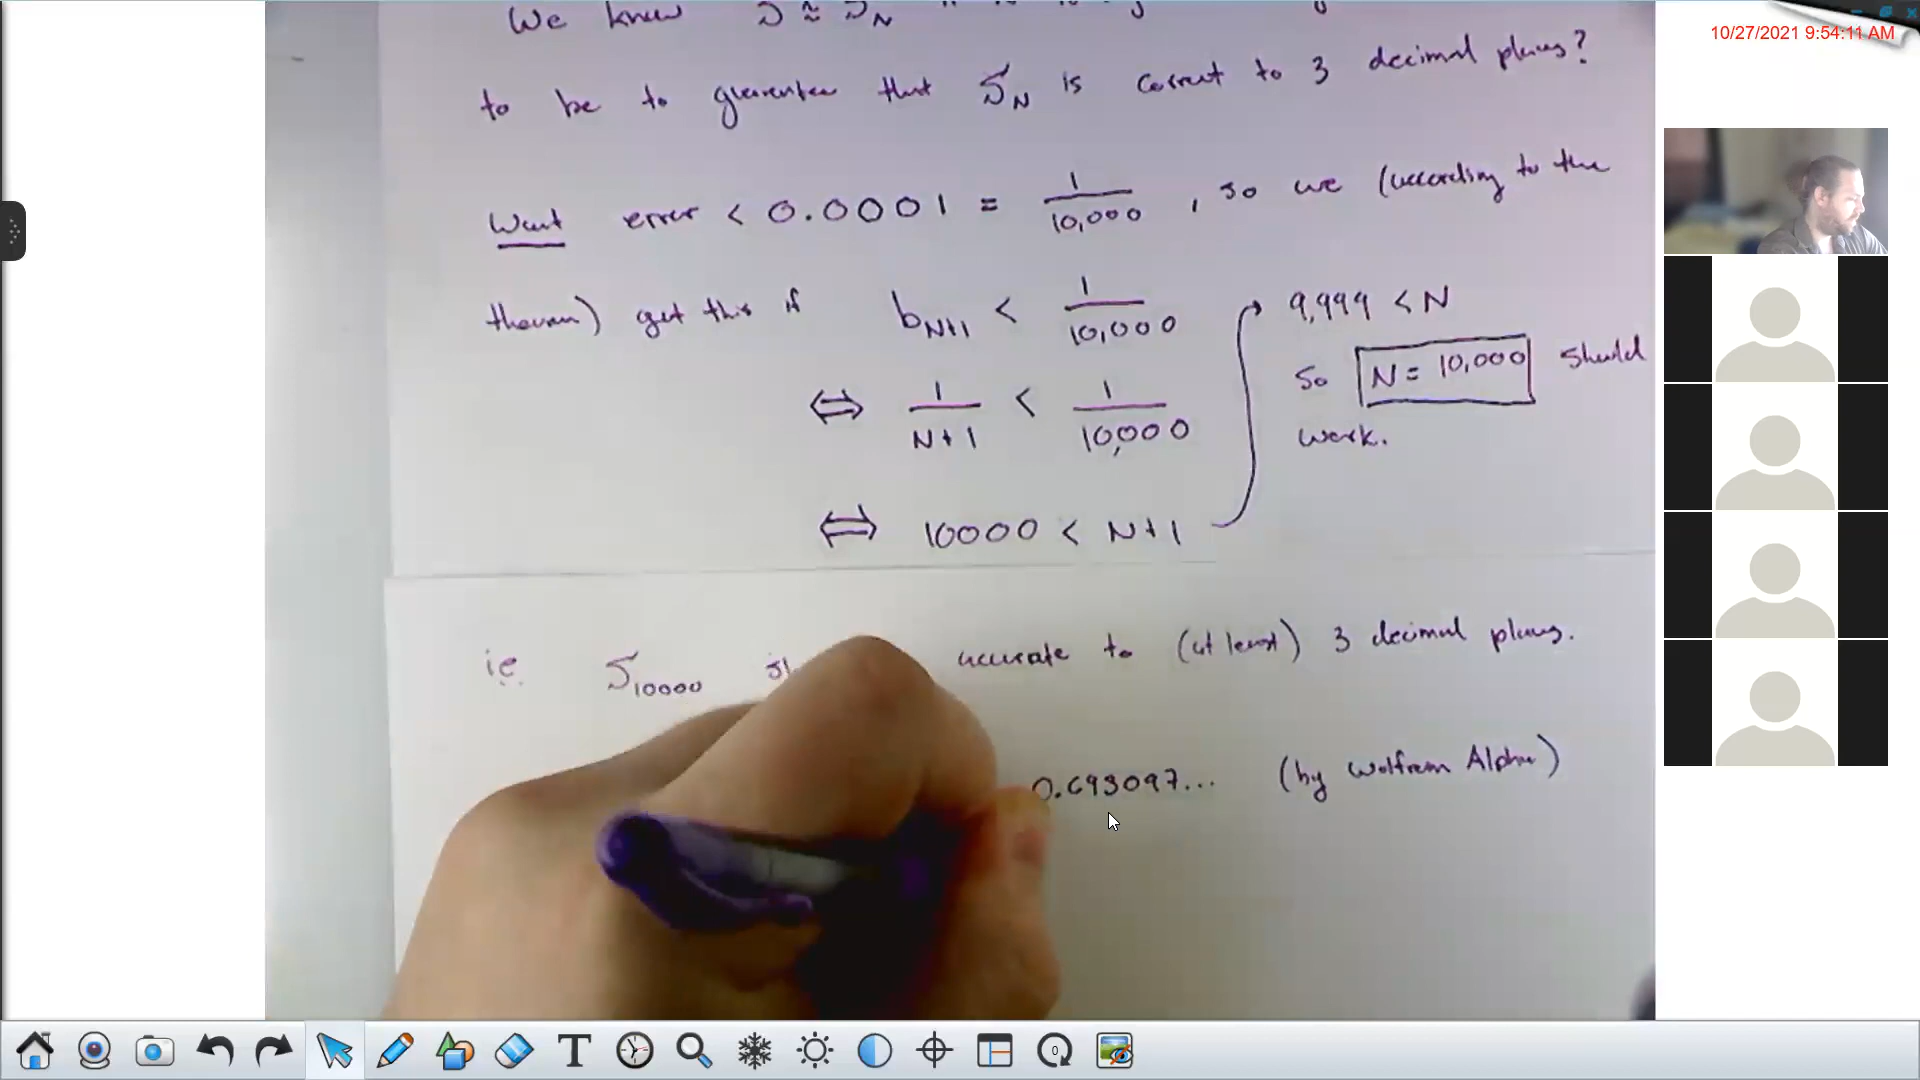 10/27/2021 9:54:11 AM
We know S ≈ S_N
to be to guarantee that S_N is correct to 3 decimal places?
Want error < 0.0001 = 1/10,000 , so we (according to the
theorem) get this if b_{N+1} < 1/10,000
9,999 < N
so N = 10,000 should
work.
⇔ 1/(N+1) < 1/10,000
⇔ 10000 < N+1
ie S_10000 accurate to (at least) 3 decimal places.
0.693097... (by Wolfram Alpha)
T
0